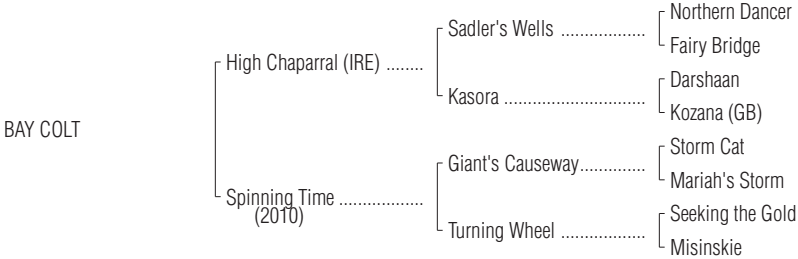 Northern Dancer
Sadler's Wells ...................
Fairy Bridge
High Chaparral (IRE) ........
Darshaan
Kasora ..............................
Kozana (GB)
BAY COLT
Storm Cat
Giant's Causeway..............
Mariah's Storm
Spinning Time ..................
(2010)
Seeking the Gold
Turning Wheel ..................
Misinskie